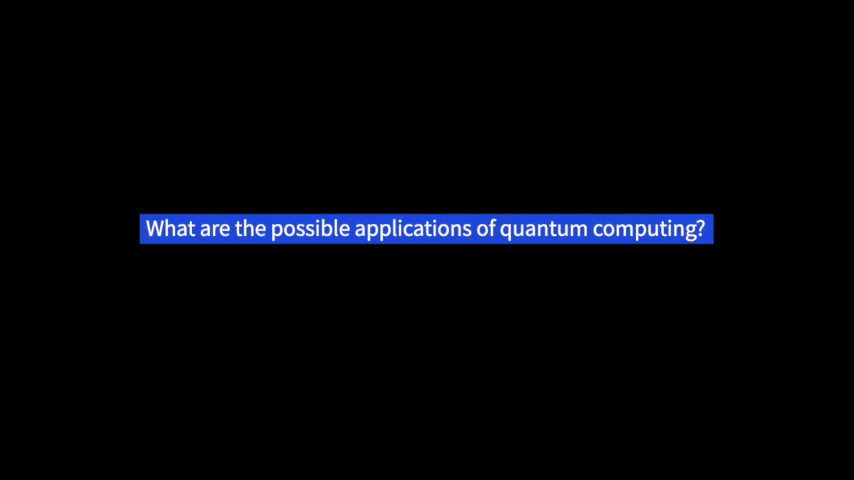 What are the possible applications of quantum computing?